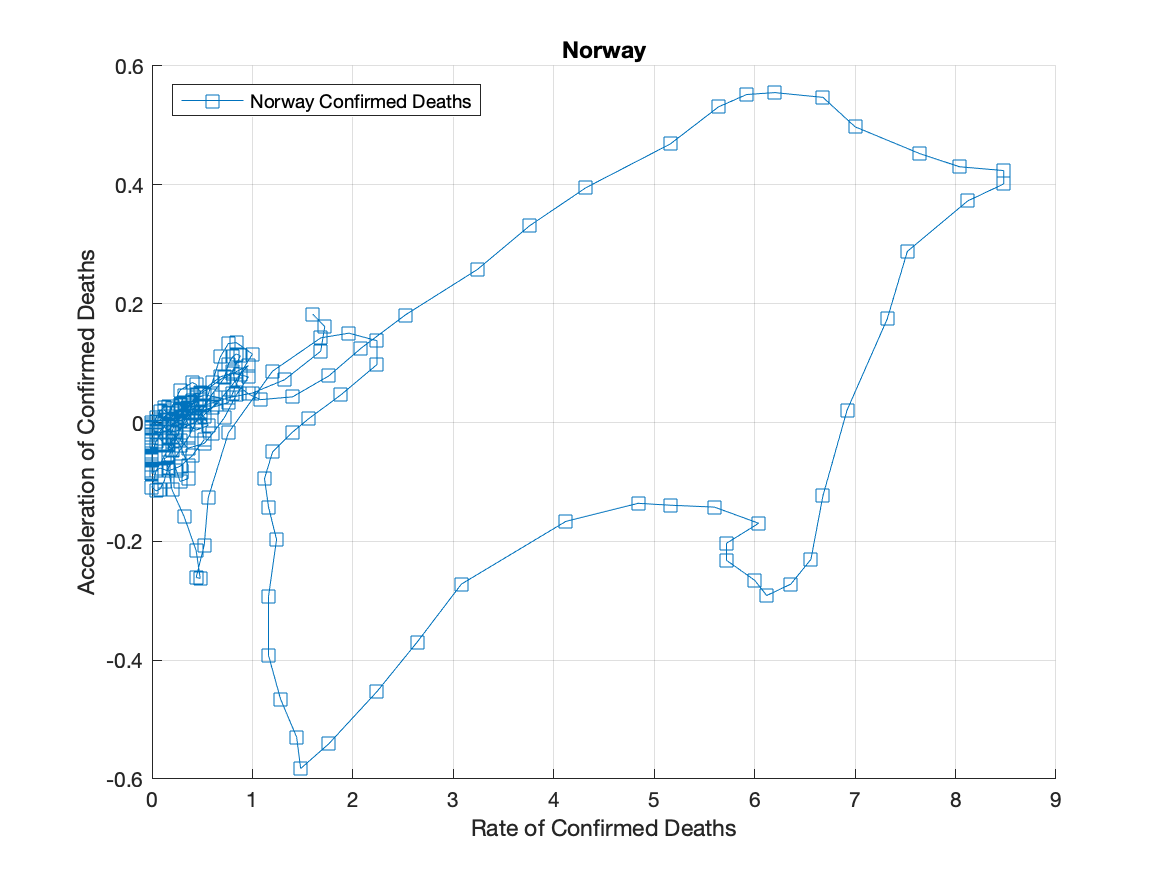 Norway
Norway Confirmed Deaths
Acceleration of Confirmed Deaths
0.6
0.4
0.2
0
-0.2
-0.4
-0.6
0 1 2 3 4 5 6 7 8 9
Rate of Confirmed Deaths